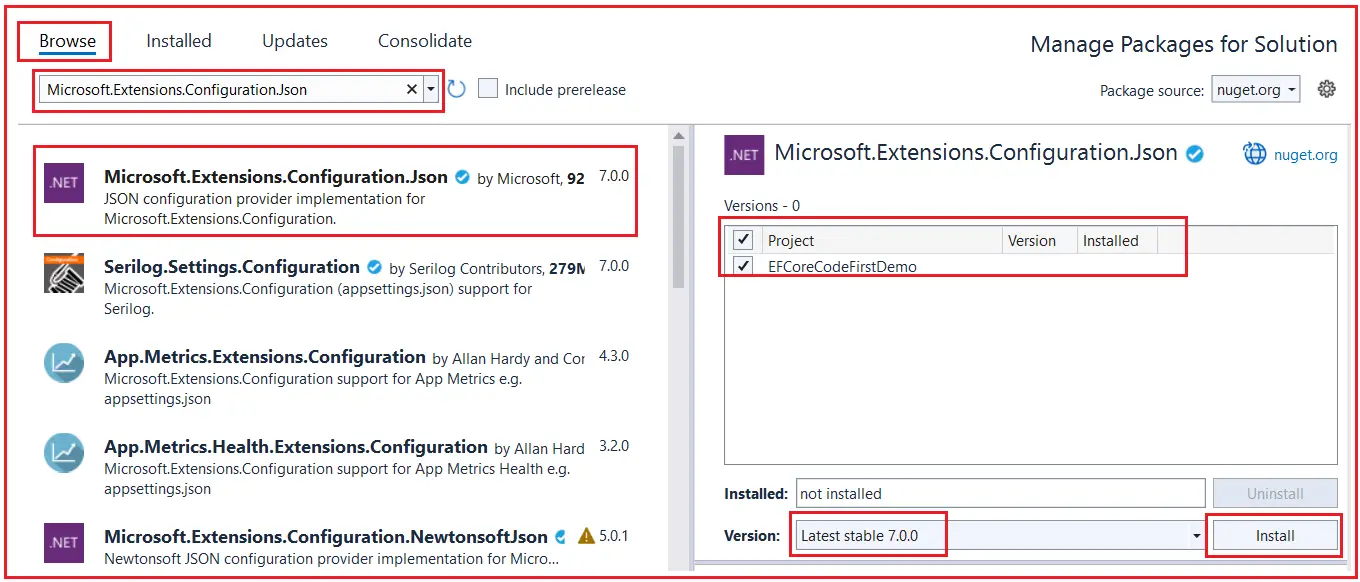 Browse Installed Updates Consolidate
Manage Packages for Solution
Microsoft.Extensions.Configuration.Json
Include prerelease
Package source: nuget.org
.NET
Microsoft.Extensions.Configuration.Json by Microsoft, 92 7.0.0
JSON configuration provider implementation for
Microsoft.Extensions.Configuration.
Configuration
Serilog.Settings.Configuration by Serilog Contributors, 279M 7.0.0
Microsoft.Extensions.Configuration (appsettings.json) support for
Serilog.
App.Metrics.Extensions.Configuration by Allan Hardy and Cor 4.3.0
Microsoft.Extensions.Configuration support for App Metrics e.g.
appsettings.json
App.Metrics.Health.Extensions.Configuration by Allan Hard 3.2.0
Microsoft.Extensions.Configuration support for App Metrics Health e.g.
appsettings.json
.NET
Microsoft.Extensions.Configuration.NewtonsoftJson 5.0.1
Newtonsoft JSON configuration provider implementation for Micro...
.NET
Microsoft.Extensions.Configuration.Json
nuget.org
Versions - 0
Project Version Installed
EFCoreCodeFirstDemo
Installed: not installed Uninstall
Version: Latest stable 7.0.0 Install